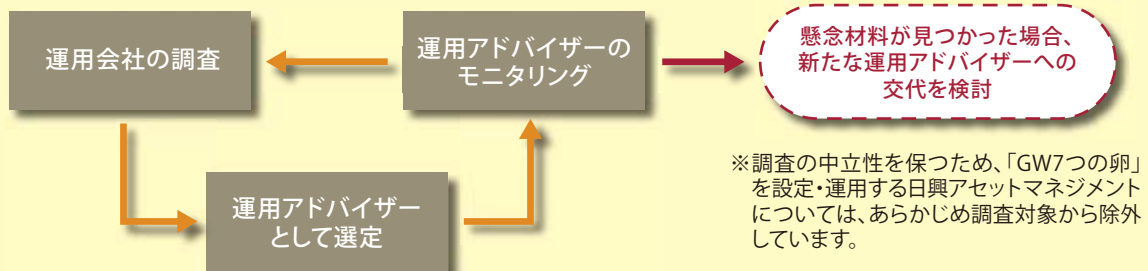 運用会社の調査
運用アドバイザーの
モニタリング
懸念材料が見つかった場合、
新たな運用アドバイザーへの
交代を検討
運用アドバイザー
として選定
※調査の中立性を保つため、「GW7つの卵」
を設定・運用する日興アセットマネジメント
については、あらかじめ調査対象から除外
しています。